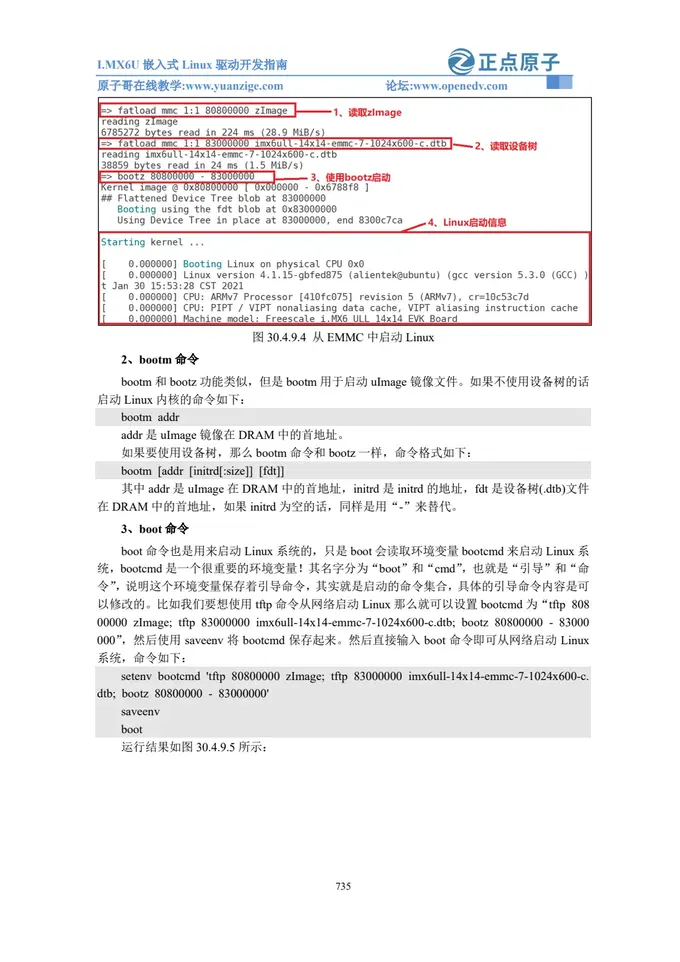 I.MX6U 嵌入式 Linux 驱动开发指南
正点原子
原子哥在线教学:www.yuanzige.com 论坛:www.openedv.com
=> fatload mmc 1:1 80800000 zImage 1、读取zImage
reading zImage
6785272 bytes read in 224 ms (28.9 MiB/s)
=> fatload mmc 1:1 83000000 imx6ull-14x14-emmc-7-1024x600-c.dtb 2、读取设备树
reading imx6ull-14x14-emmc-7-1024x600-c.dtb
38859 bytes read in 24 ms (1.5 MiB/s)
=> bootz 80800000 - 83000000 3、使用bootz启动
Kernel image @ 0x80800000 [ 0x000000 - 0x6788f8 ]
## Flattened Device Tree blob at 83000000
Booting using the fdt blob at 0x83000000
Using Device Tree in place at 83000000, end 8300c7ca 4、Linux启动信息
Starting kernel ...
[ 0.000000] Booting Linux on physical CPU 0x0
[ 0.000000] Linux version 4.1.15-gbfed875 (alientek@ubuntu) (gcc version 5.3.0 (GCC) )
t Jan 30 15:53:28 CST 2021
[ 0.000000] CPU: ARMv7 Processor [410fc075] revision 5 (ARMv7), cr=10c53c7d
[ 0.000000] CPU: PIPT / VIPT nonaliasing data cache, VIPT aliasing instruction cache
[ 0.000000] Machine model: Freescale i.MX6 ULL 14x14 EVK Board
图 30.4.9.4 从 EMMC 中启动 Linux
2、bootm 命令
bootm 和 bootz 功能类似，但是 bootm 用于启动 uImage 镜像文件。如果不使用设备树的话
启动 Linux 内核的命令如下：
bootm addr
addr 是 uImage 镜像在 DRAM 中的首地址。
如果要使用设备树，那么 bootm 命令和 bootz 一样，命令格式如下：
bootm [addr [initrd[:size]] [fdt]]
其中 addr 是 uImage 在 DRAM 中的首地址，initrd 是 initrd 的地址，fdt 是设备树(.dtb)文件
在 DRAM 中的首地址，如果 initrd 为空的话，同样是用“-”来替代。
3、boot 命令
boot 命令也是用来启动 Linux 系统的，只是 boot 会读取环境变量 bootcmd 来启动 Linux 系
统，bootcmd 是一个很重要的环境变量！其名字分为“boot”和“cmd”，也就是“引导”和“命
令”，说明这个环境变量保存着引导命令，其实就是启动的命令集合，具体的引导命令内容是可
以修改的。比如我们要想使用 tftp 命令从网络启动 Linux 那么就可以设置 bootcmd 为“tftp 808
00000 zImage; tftp 83000000 imx6ull-14x14-emmc-7-1024x600-c.dtb; bootz 80800000 - 83000
000”，然后使用 saveenv 将 bootcmd 保存起来。然后直接输入 boot 命令即可从网络启动 Linux
系统，命令如下：
setenv bootcmd 'tftp 80800000 zImage; tftp 83000000 imx6ull-14x14-emmc-7-1024x600-c.
dtb; bootz 80800000 - 83000000'
saveenv
boot
运行结果如图 30.4.9.5 所示：
735